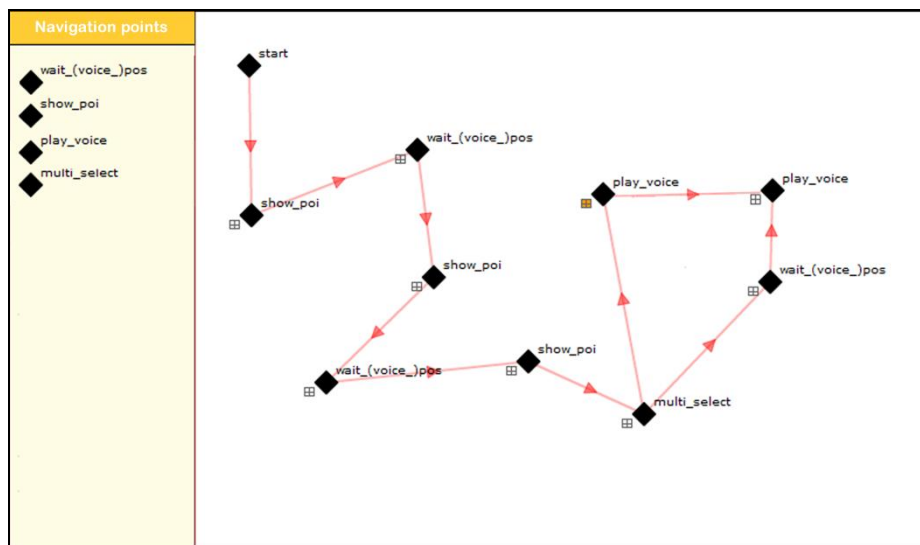 Navigation points
wait_(voice_)pos
show_poi
play_voice
multi_select
start
wait_(voice_)pos
show_poi
play_voice
play_voice
show_poi
wait_(voice_)pos
show_poi
wait_(voice_)pos
multi_select